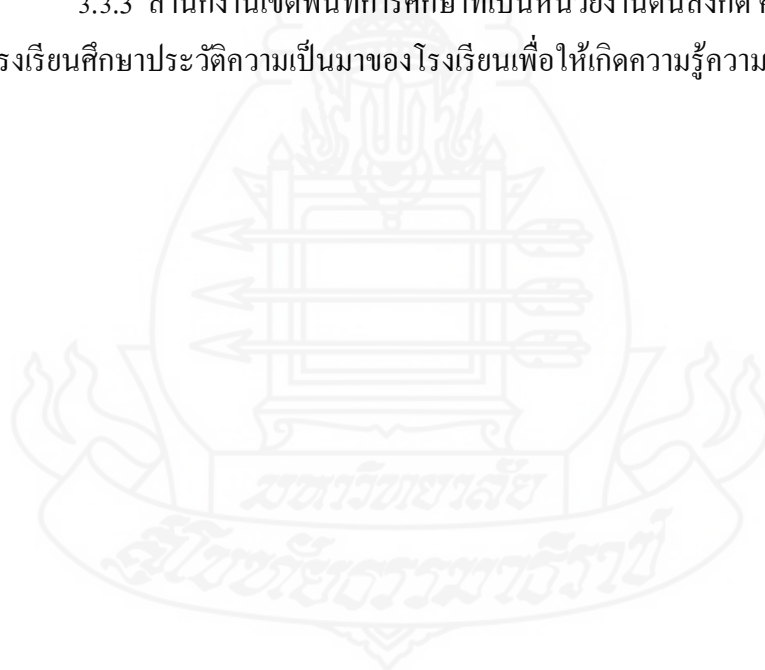 3.3.3 สำนักงานเขตพื้นที่การศึกษาที่เป็นหน่วยงานต้นสังกัด
รงเรียนศึกษาประวัติความเป็นมาของโรงเรียนเพื่อให้เกิดความรู้ความ
มหาวิทยาลัย
สุโขทัยธรรมาธิราช